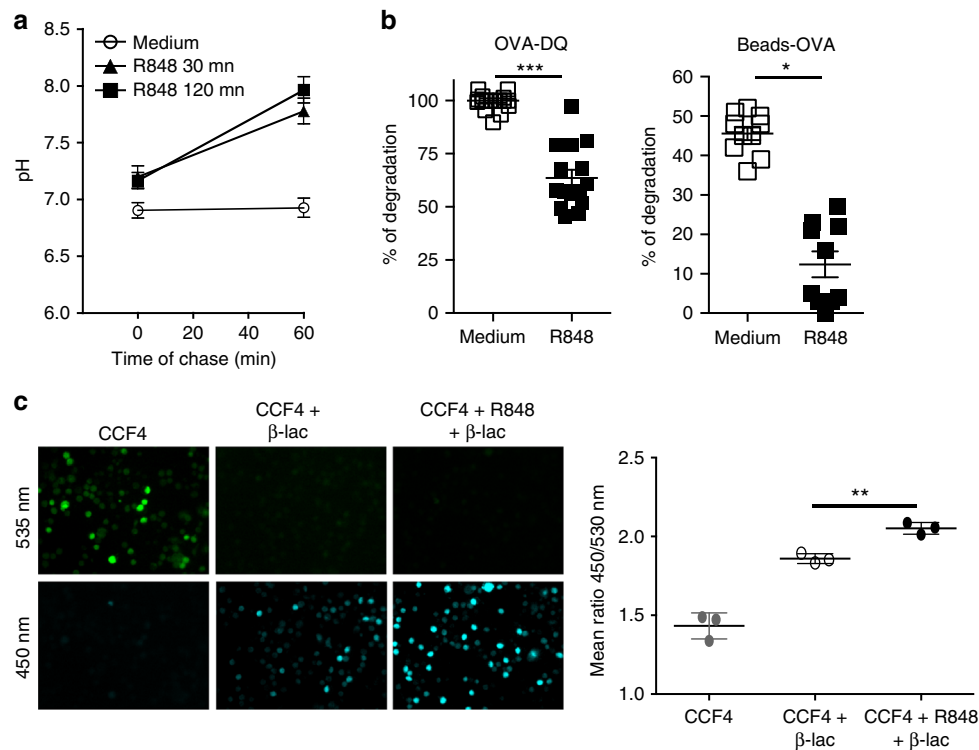 a
Medium
R848 30 mn
R848 120 mn
8.5
8.0
7.5
7.0
6.5
6.0
pH
0 20 40 60
Time of chase (min)
b
OVA-DQ
***
100
75
50
25
0
% of degradation
Medium R848
Beads-OVA
*
60
50
40
30
20
10
0
% of degradation
Medium R848
c
CCF4
CCF4 +
β-lac
CCF4 + R848
+ β-lac
535 nm
450 nm
2.5
2.0
1.5
1.0
Mean ratio 450/530 nm
**
CCF4
CCF4 +
β-lac
CCF4 + R848
+ β-lac